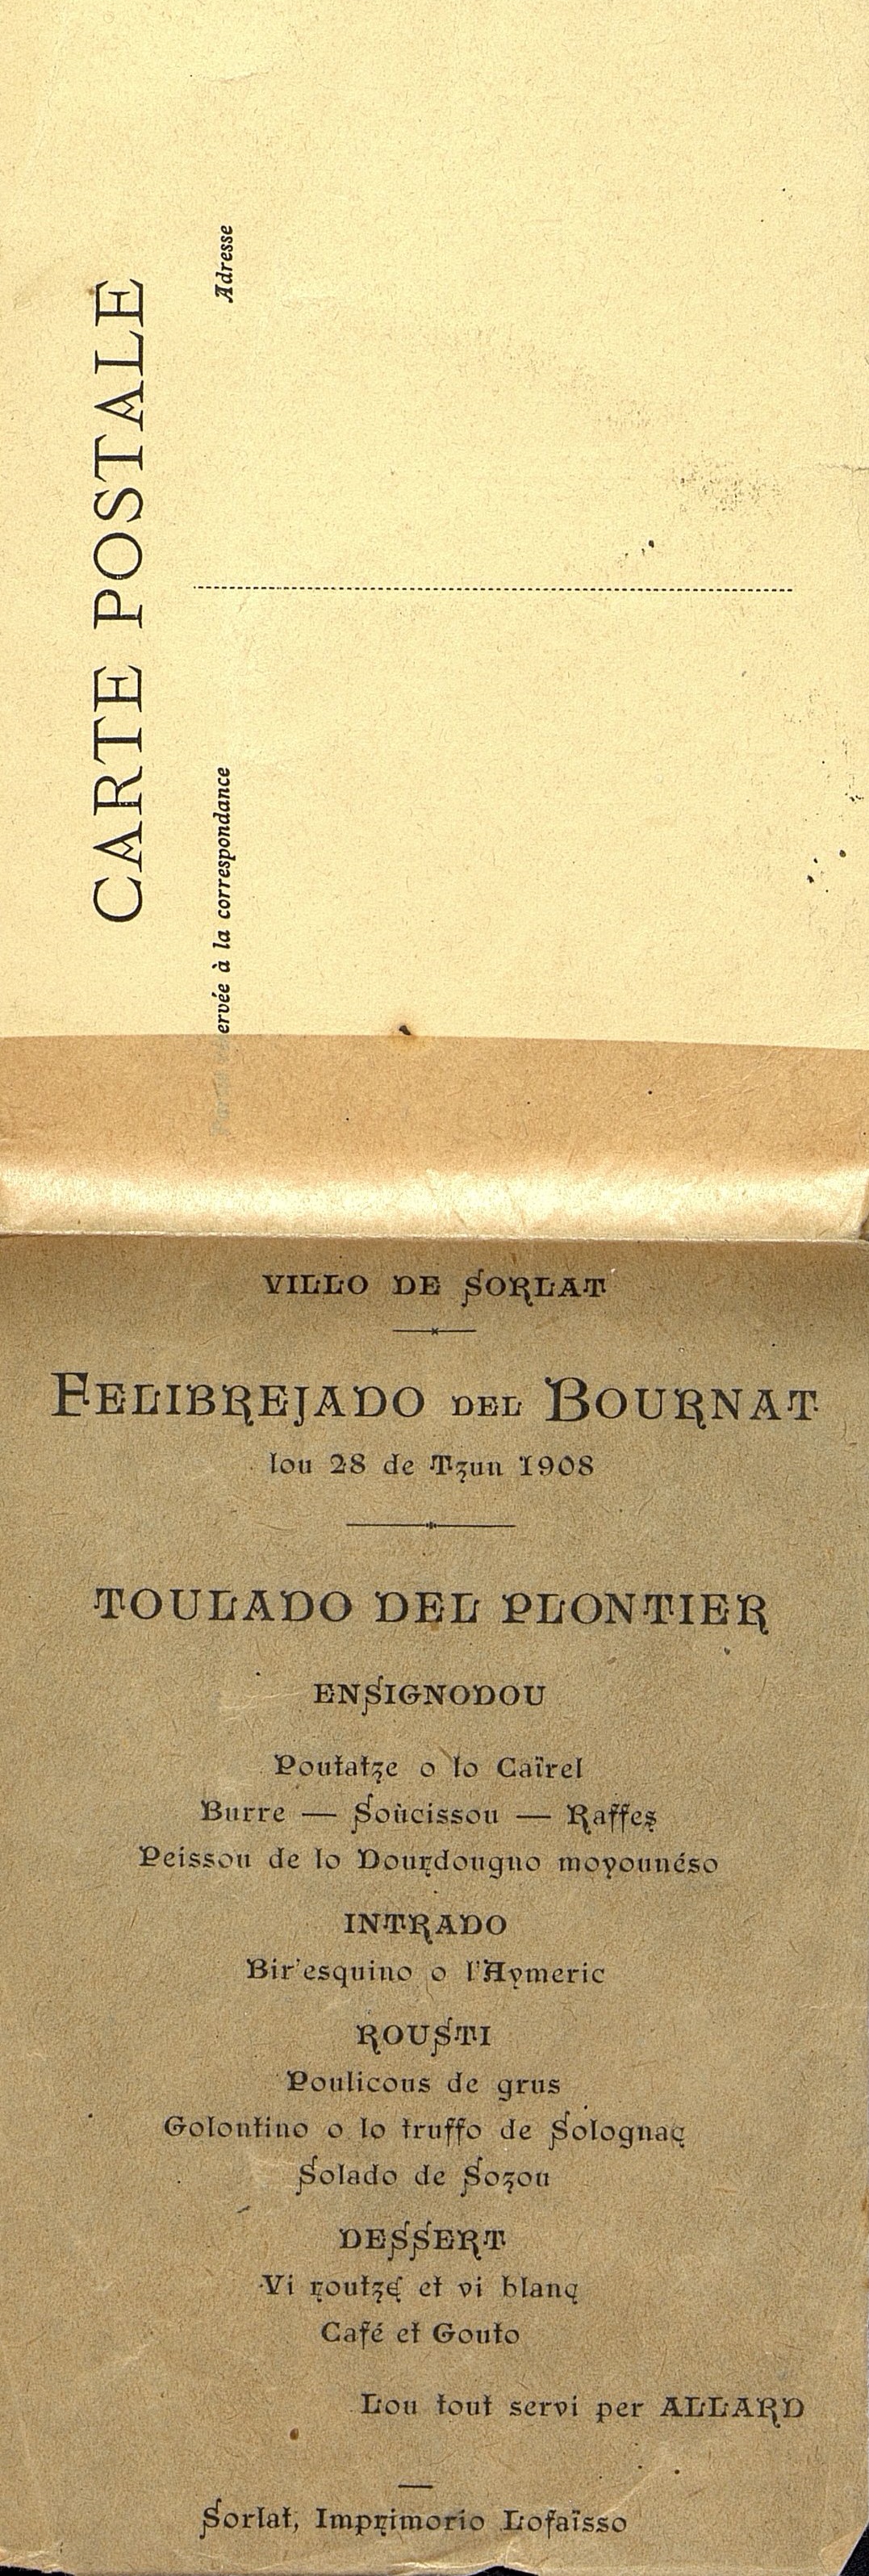 CARTE POSTALE
Adresse
ervée à la correspondance
VILLO DE SORLAT
FELIBREJADO DEL BOURNAT
lou 28 de Tzun 1908
TOULADO DEL PLONTIER
ENSIGNODOU
Poutatze o lo Caïrel
Burre — Soùcissou — Raffes
Peissou de lo Dourdougno moyounéso
INTRADO
Bir'esquino o l'Aymeric
ROUSTI
Poulicous de grus
Golontino o lo truffo de Solognac
Solado de Sozou
DESSERT
Vi routze et vi blanc
Café et Gouto
Lou tout servi per ALLARD
Sorlat, Imprimorio Lofaïsso